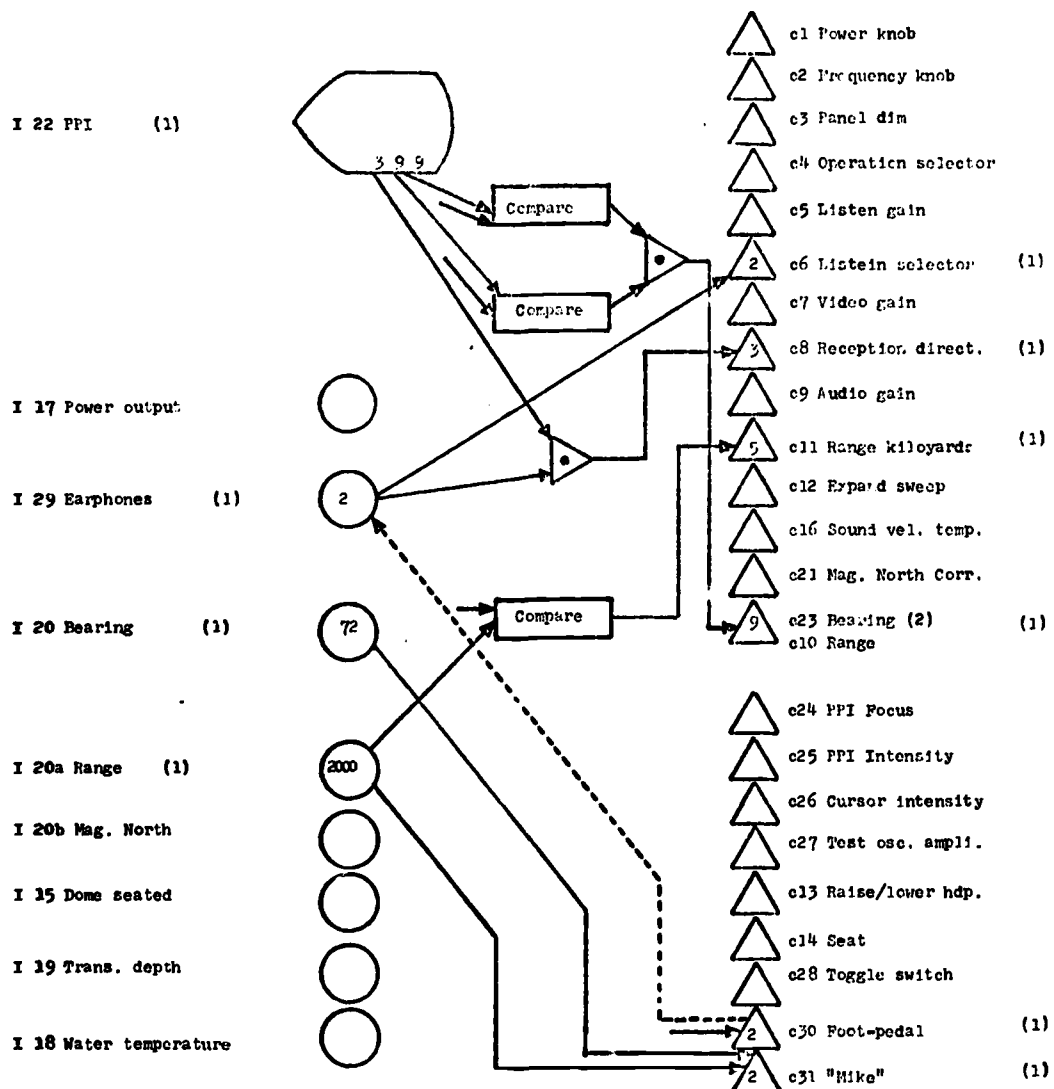 c1 Power knob
c2 Frequency knob
I 22 PPI (1)
c3 Panel dim
3 9 9
c4 Operation selector
Compare
c5 Listen gain
2 c6 Listein selector (1)
Compare
c7 Video gain
3 c8 Reception direct. (1)
I 17 Power output
c9 Audio gain
5 c11 Range kiloyards (1)
I 29 Earphones (1) 2
c12 Expand sweep
c16 Sound vel. temp.
c21 Mag. North Corr.
I 20 Bearing (1) 72
Compare
9 c23 Bearing (2) (1)
c10 Range
c24 PPI Focus
c25 PPI Intensity
I 20a Range (1) 2000
c26 Cursor intensity
I 20b Mag. North
c27 Test osc. ampli.
I 15 Dome seated
c13 Raise/lower hdp.
c14 Seat
I 19 Trans. depth
c28 Toggle switch
2 c30 Foot-pedal (1)
I 18 Water temperature
2 c31 "Mike" (1)